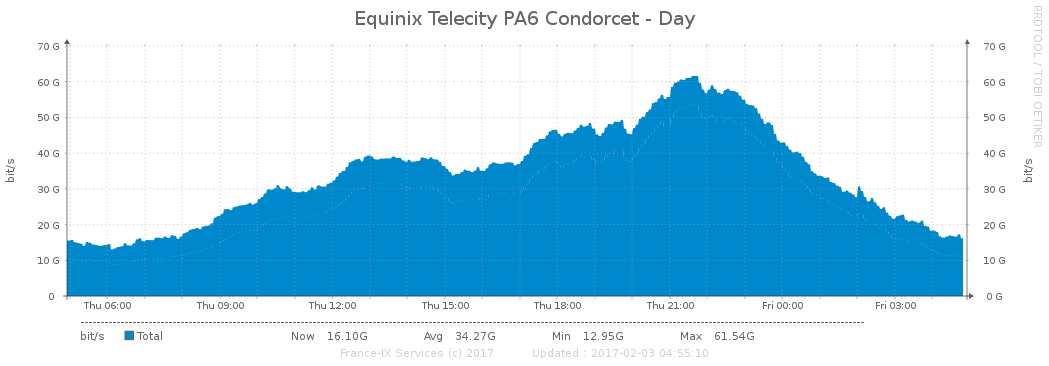 Equinix Telecity PA6 Condorcet - Day
RRDTOOL / TOBI OETIKER
70 G 70 G
60 G 60 G
50 G 50 G
40 G 40 G
30 G 30 G
20 G 20 G
10 G 10 G
0 0 G
bit/s
bit/s
Thu 06:00 Thu 09:00 Thu 12:00 Thu 15:00 Thu 18:00 Thu 21:00 Fri 00:00 Fri 03:00
bit/s Total Now 16.10G Avg 34.27G Min 12.95G Max 61.54G
France-IX Services (c) 2017 Updated : 2017-02-03 04:55:10